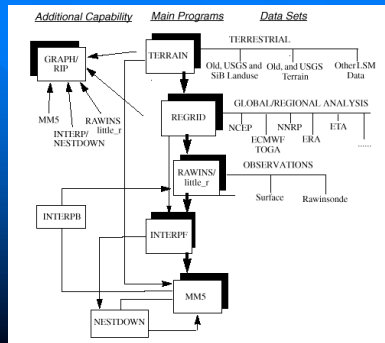 Additional Capability Main Programs Data Sets
TERRESTRIAL
TERRAIN
GRAPH/
RIP
Old, USGS and
SiB Landuse
Old, and USGS
Terrain
Other LSM
Data
MM5
RAWINS
little_r
INTERP/
NESTDOWN
REGRID
GLOBAL/REGIONAL ANALYSIS
NCEP
NNRP
ETA
ECMWF
TOGA
ERA
......
OBSERVATIONS
RAWINS/
little_r
Surface
Rawinsonde
INTERPB
INTERPF
MM5
NESTDOWN